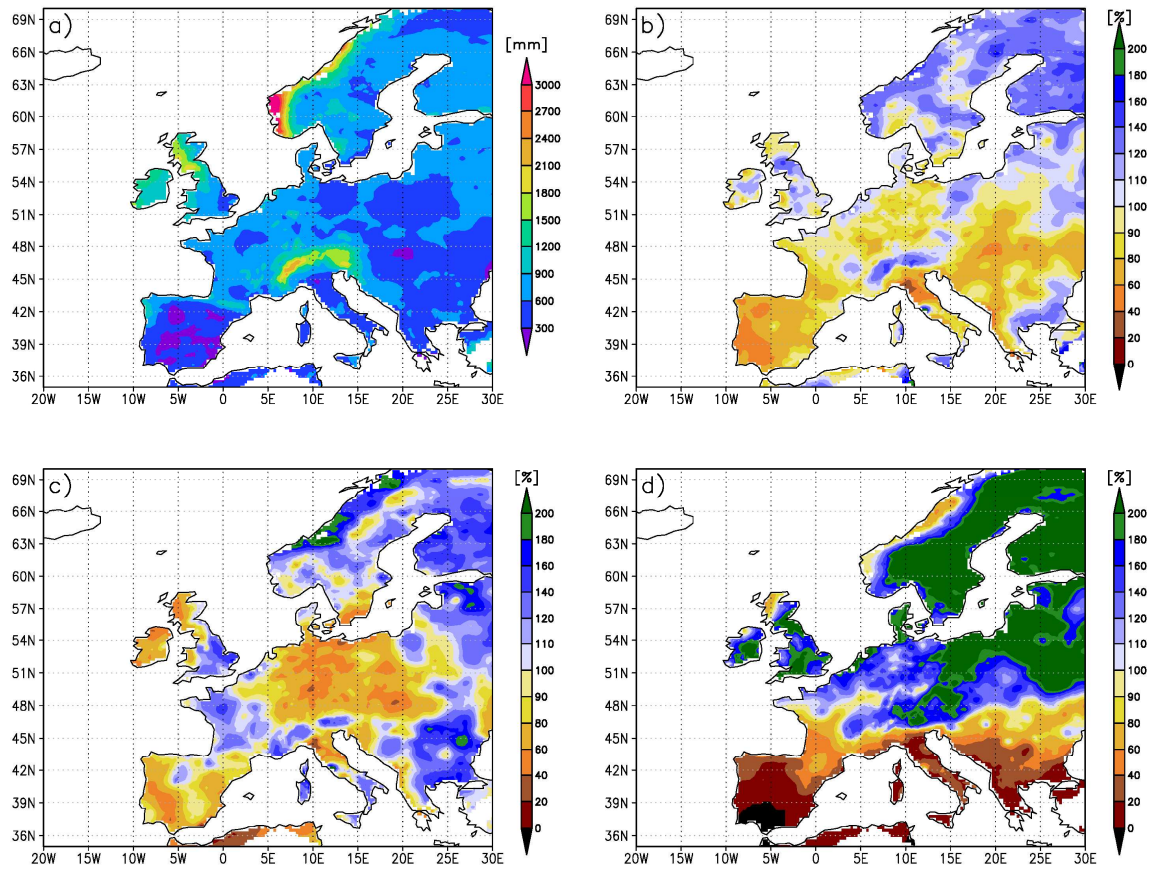 a)
[mm]
3000
2700
2400
2100
1800
1500
1200
900
600
300
69N
66N
63N
60N
57N
54N
51N
48N
45N
42N
39N
36N
20W 15W 10W 5W 0 5E 10E 15E 20E 25E 30E
b)
[%]
200
180
160
140
120
110
100
90
80
60
40
20
0
69N
66N
63N
60N
57N
54N
51N
48N
45N
42N
39N
36N
20W 15W 10W 5W 0 5E 10E 15E 20E 25E 30E
c)
[%]
200
180
160
140
120
110
100
90
80
60
40
20
0
69N
66N
63N
60N
57N
54N
51N
48N
45N
42N
39N
36N
20W 15W 10W 5W 0 5E 10E 15E 20E 25E 30E
d)
[%]
200
180
160
140
120
110
100
90
80
60
40
20
0
69N
66N
63N
60N
57N
54N
51N
48N
45N
42N
39N
36N
20W 15W 10W 5W 0 5E 10E 15E 20E 25E 30E